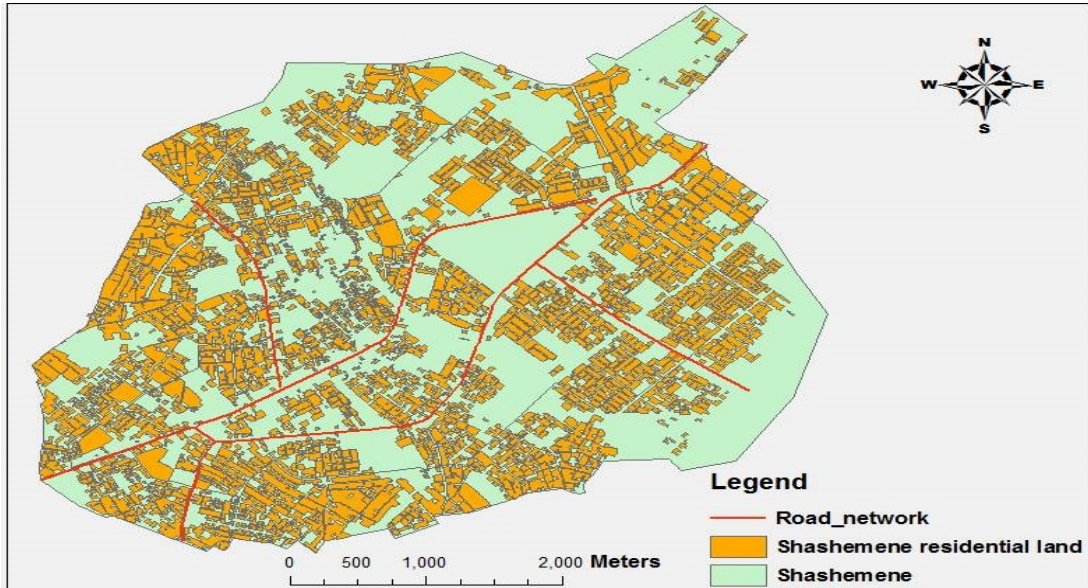 N
W E
S
Legend
Road_network
Shashemene residential land
Shashemene
0 500 1,000 2,000 Meters